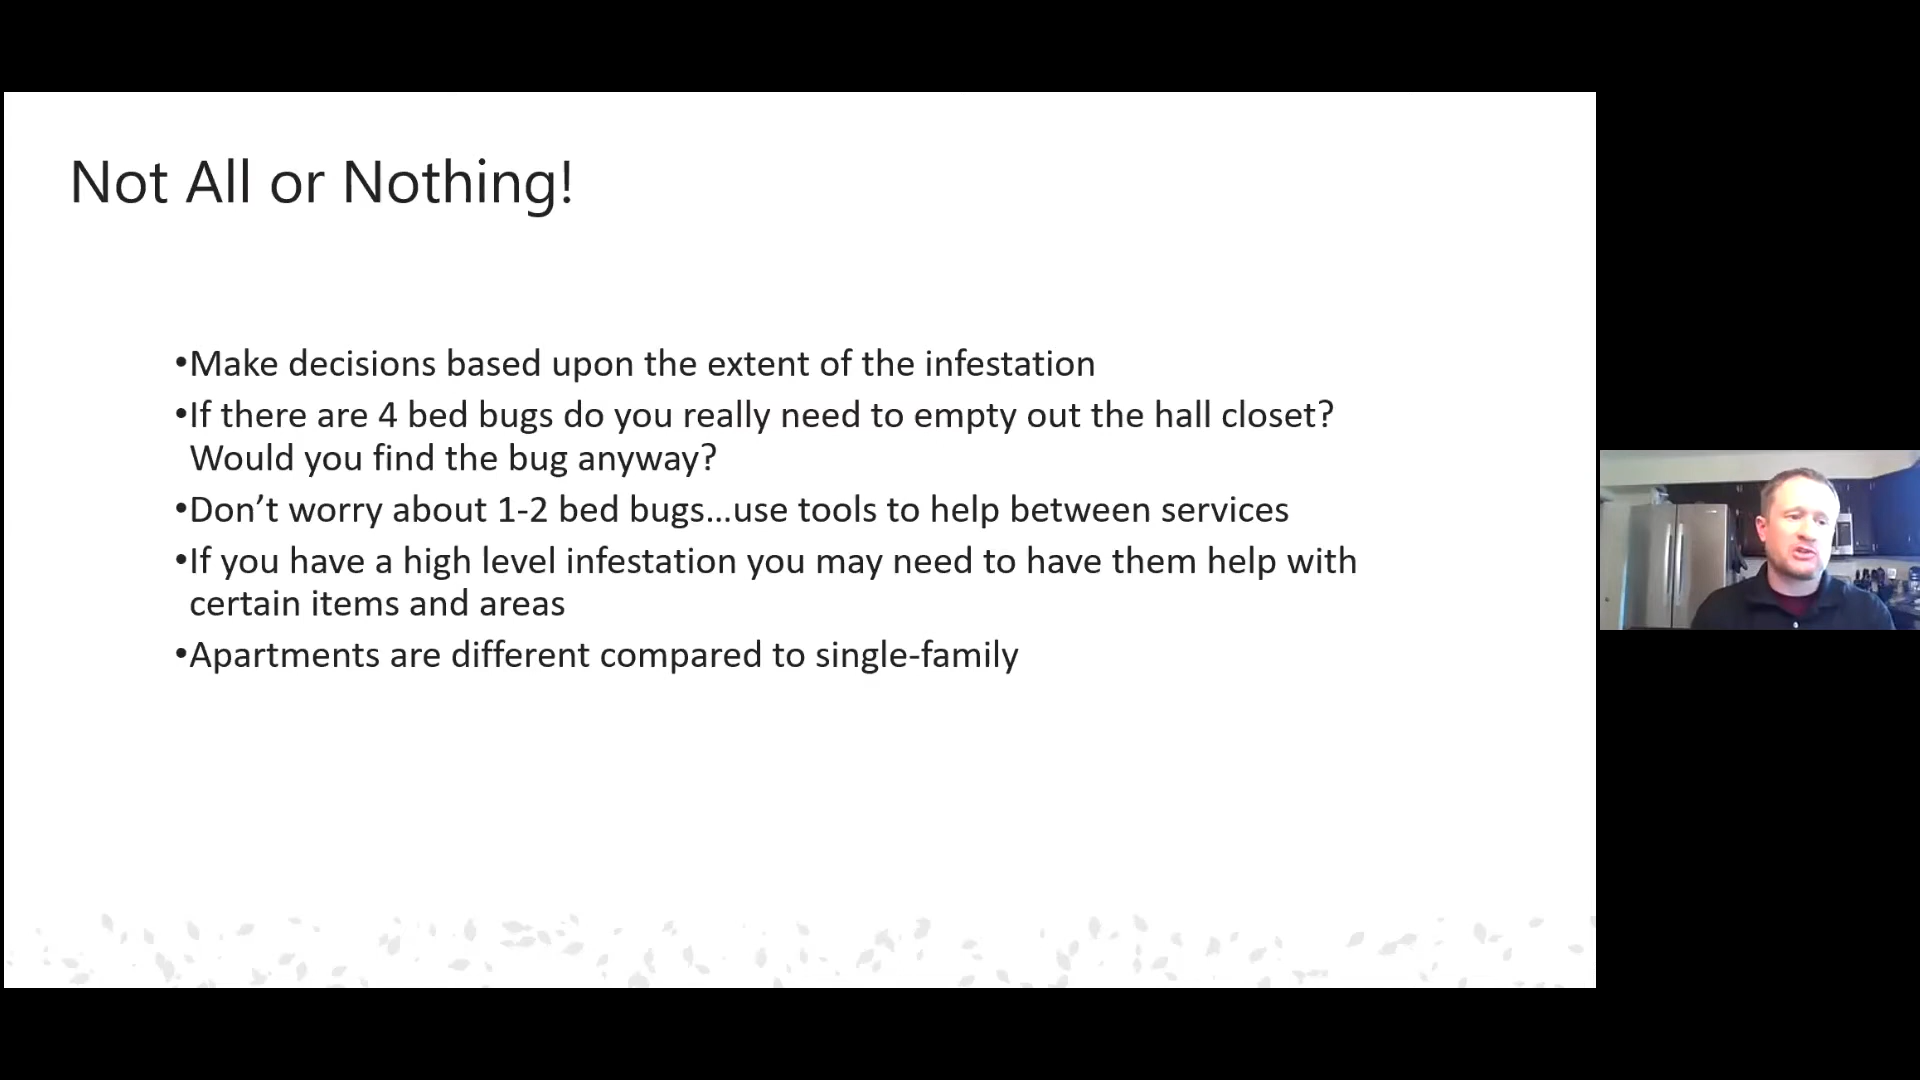 Not All or Nothing!
•Make decisions based upon the extent of the infestation
•If there are 4 bed bugs do you really need to empty out the hall closet?
Would you find the bug anyway?
•Don’t worry about 1-2 bed bugs...use tools to help between services
•If you have a high level infestation you may need to have them help with
certain items and areas
•Apartments are different compared to single-family